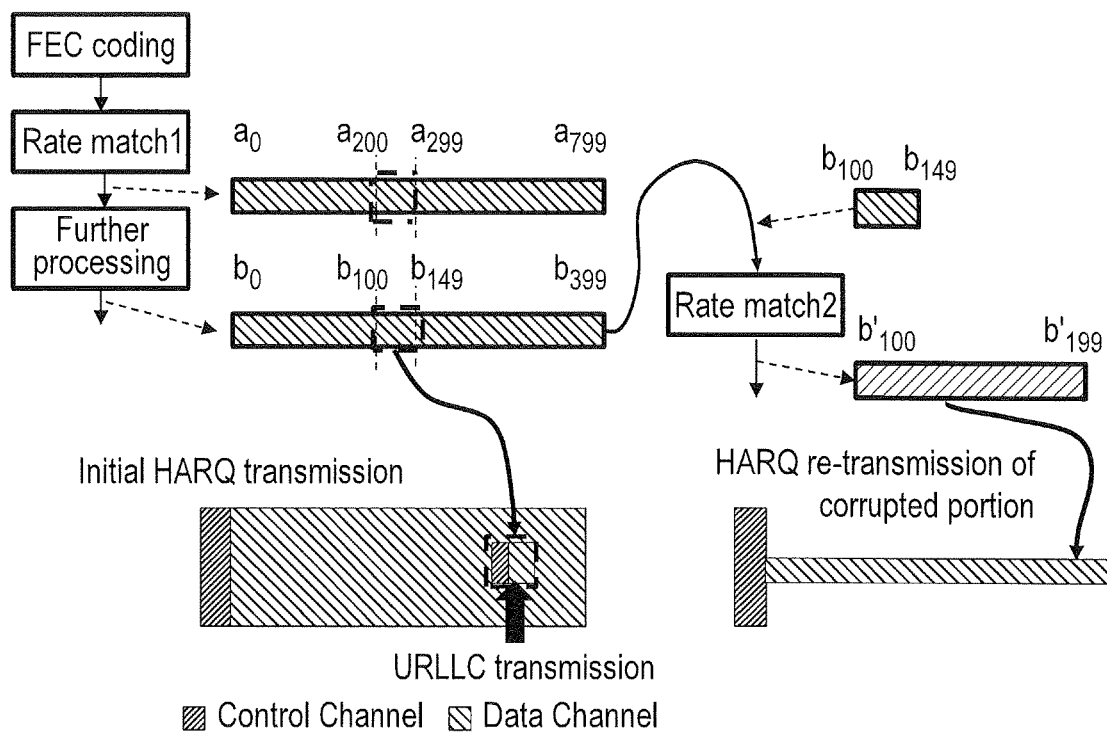 FEC coding
Rate match1
Further
processing
a0 a200 a299 a799
b0 b100 b149 b399
b100 b149
Rate match2
b'100 b'199
Initial HARQ transmission
HARQ re-transmission of
corrupted portion
URLLC transmission
Control Channel Data Channel